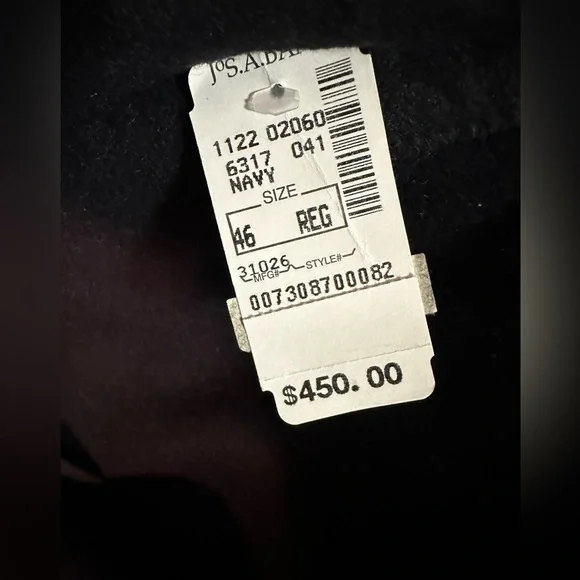 JOS.A.BA
1122 02060
6317 041
NAVY
SIZE
46 REG
31026
MFG# STYLE#
007308700082
$450.00